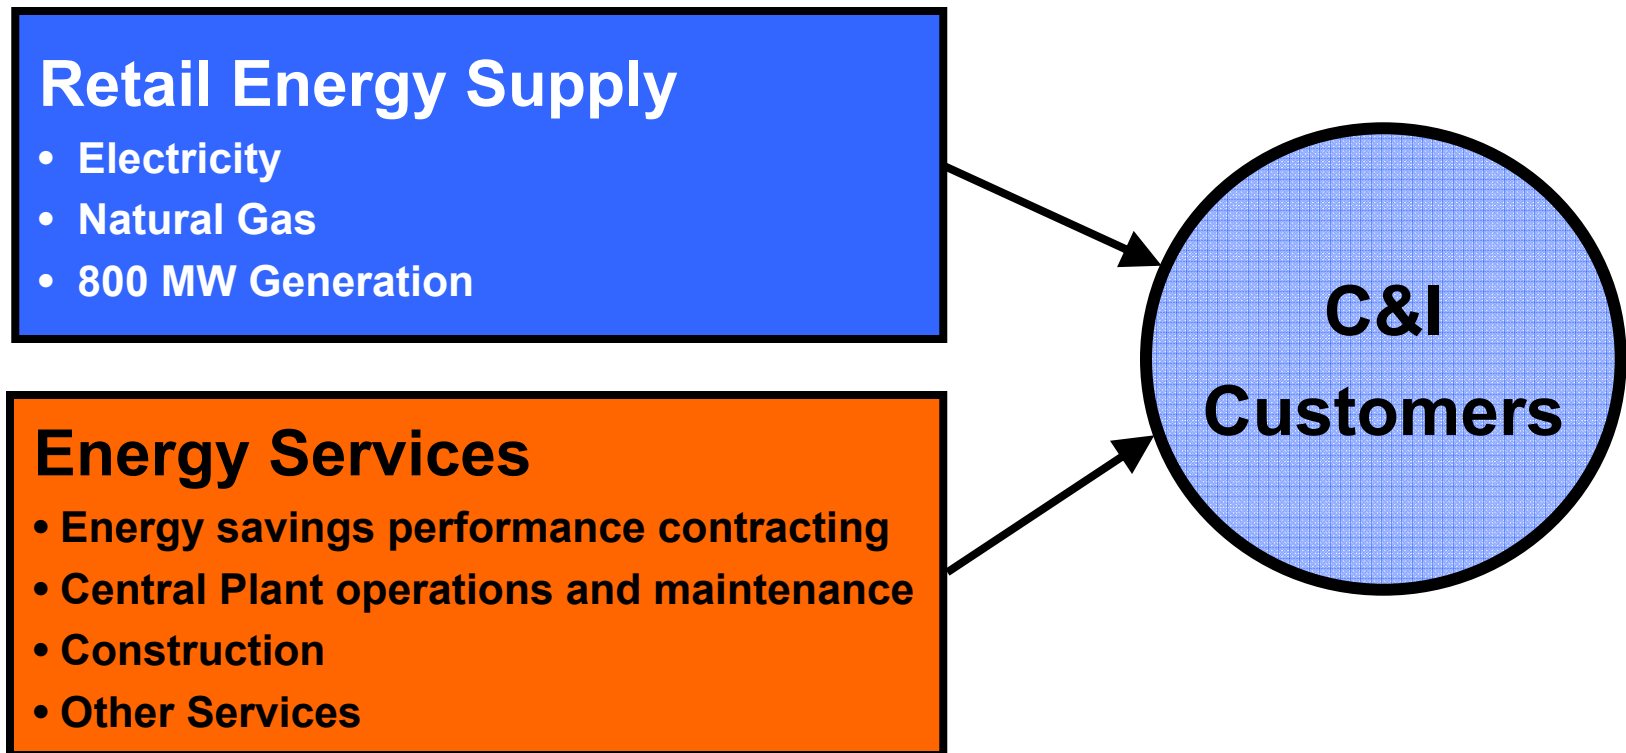 Retail Energy Supply
• Electricity
• Natural Gas
• 800 MW Generation
Energy Services
• Energy savings performance contracting
• Central Plant operations and maintenance
• Construction
• Other Services
C&I
Customers